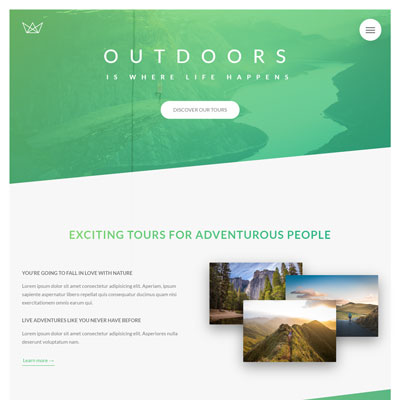 OUTDOORS
IS WHERE LIFE HAPPENS
DISCOVER OUR TOURS
EXCITING TOURS FOR ADVENTUROUS PEOPLE
YOU'RE GOING TO FALL IN LOVE WITH NATURE
Lorem ipsum dolor sit amet consectetur adipisicing elit. Aperiam, ipsum
sapiente aspernatur libero repellat quis consequatur ducimus quam nisi
exercitationem omnis earum qui.
LIVE ADVENTURES LIKE YOU NEVER HAVE BEFORE
Lorem ipsum dolor sit amet consectetur adipisicing elit. Asperiores nulla
deserunt voluptatum nam.
Learn more →